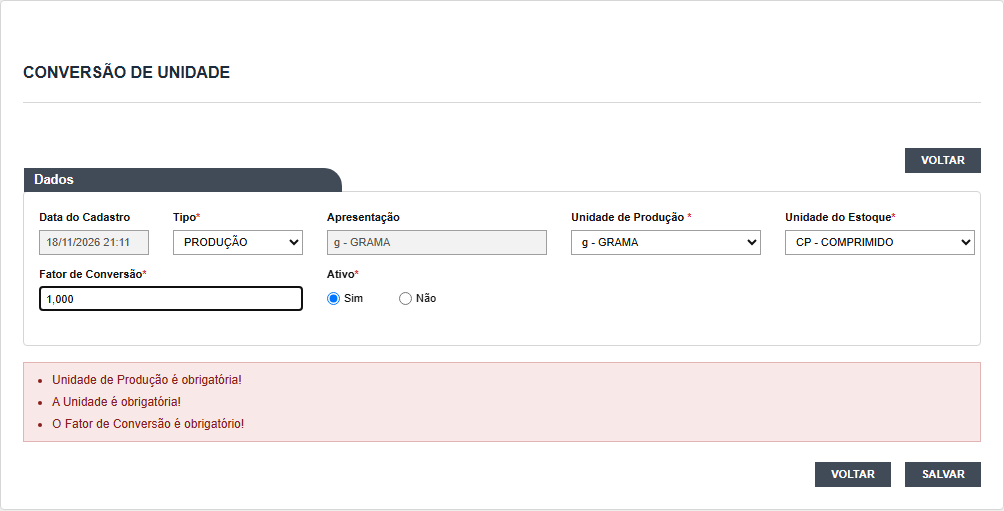 CONVERSÃO DE UNIDADE
VOLTAR
Dados
Data do Cadastro Tipo* Apresentação Unidade de Produção * Unidade do Estoque*
18/11/2026 21:11 PRODUÇÃO g - GRAMA g - GRAMA CP - COMPRIMIDO
Fator de Conversão* Ativo*
1,000 Sim Não
Unidade de Produção é obrigatória!
A Unidade é obrigatória!
O Fator de Conversão é obrigatório!
VOLTAR SALVAR